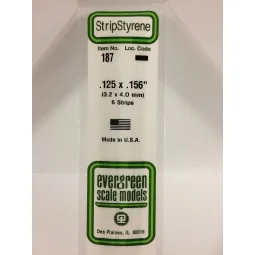 StripStyrene
Item No. Loc. Code
187
.125 x .156"
(3.2 x 4.0 mm)
6 Strips
Made in U.S.A.
evergreen
scale models
Des Plaines, IL 60018